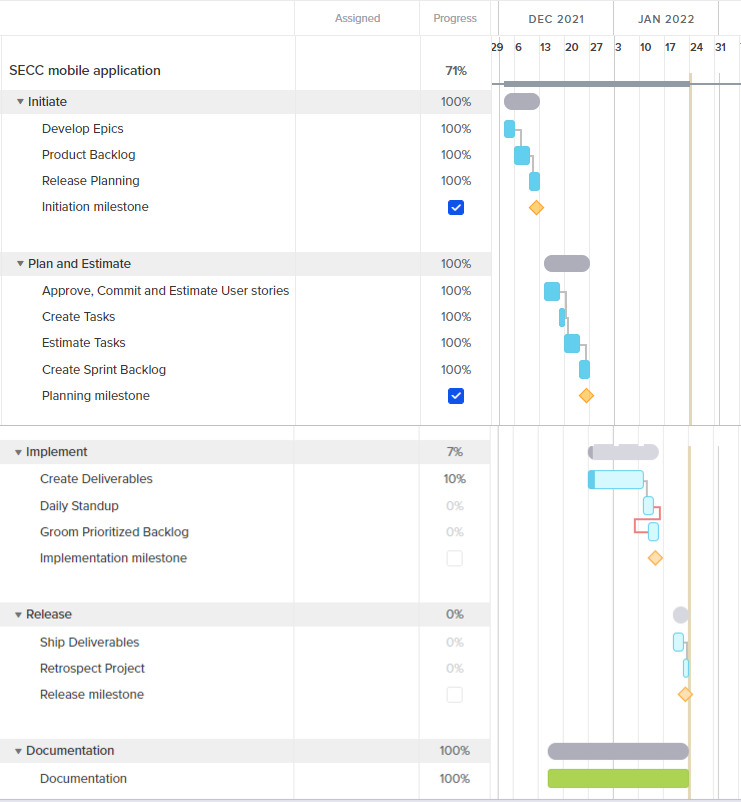 Assigned Progress DEC 2021 JAN 2022
29 6 13 20 27 3 10 17 24 31
SECC mobile application 71%
Initiate 100%
Develop Epics 100%
Product Backlog 100%
Release Planning 100%
Initiation milestone
Plan and Estimate 100%
Approve, Commit and Estimate User stories 100%
Create Tasks 100%
Estimate Tasks 100%
Create Sprint Backlog 100%
Planning milestone
Implement 7%
Create Deliverables 10%
Daily Standup 0%
Groom Prioritized Backlog 0%
Implementation milestone
Release 0%
Ship Deliverables 0%
Retrospect Project 0%
Release milestone
Documentation 100%
Documentation 100%